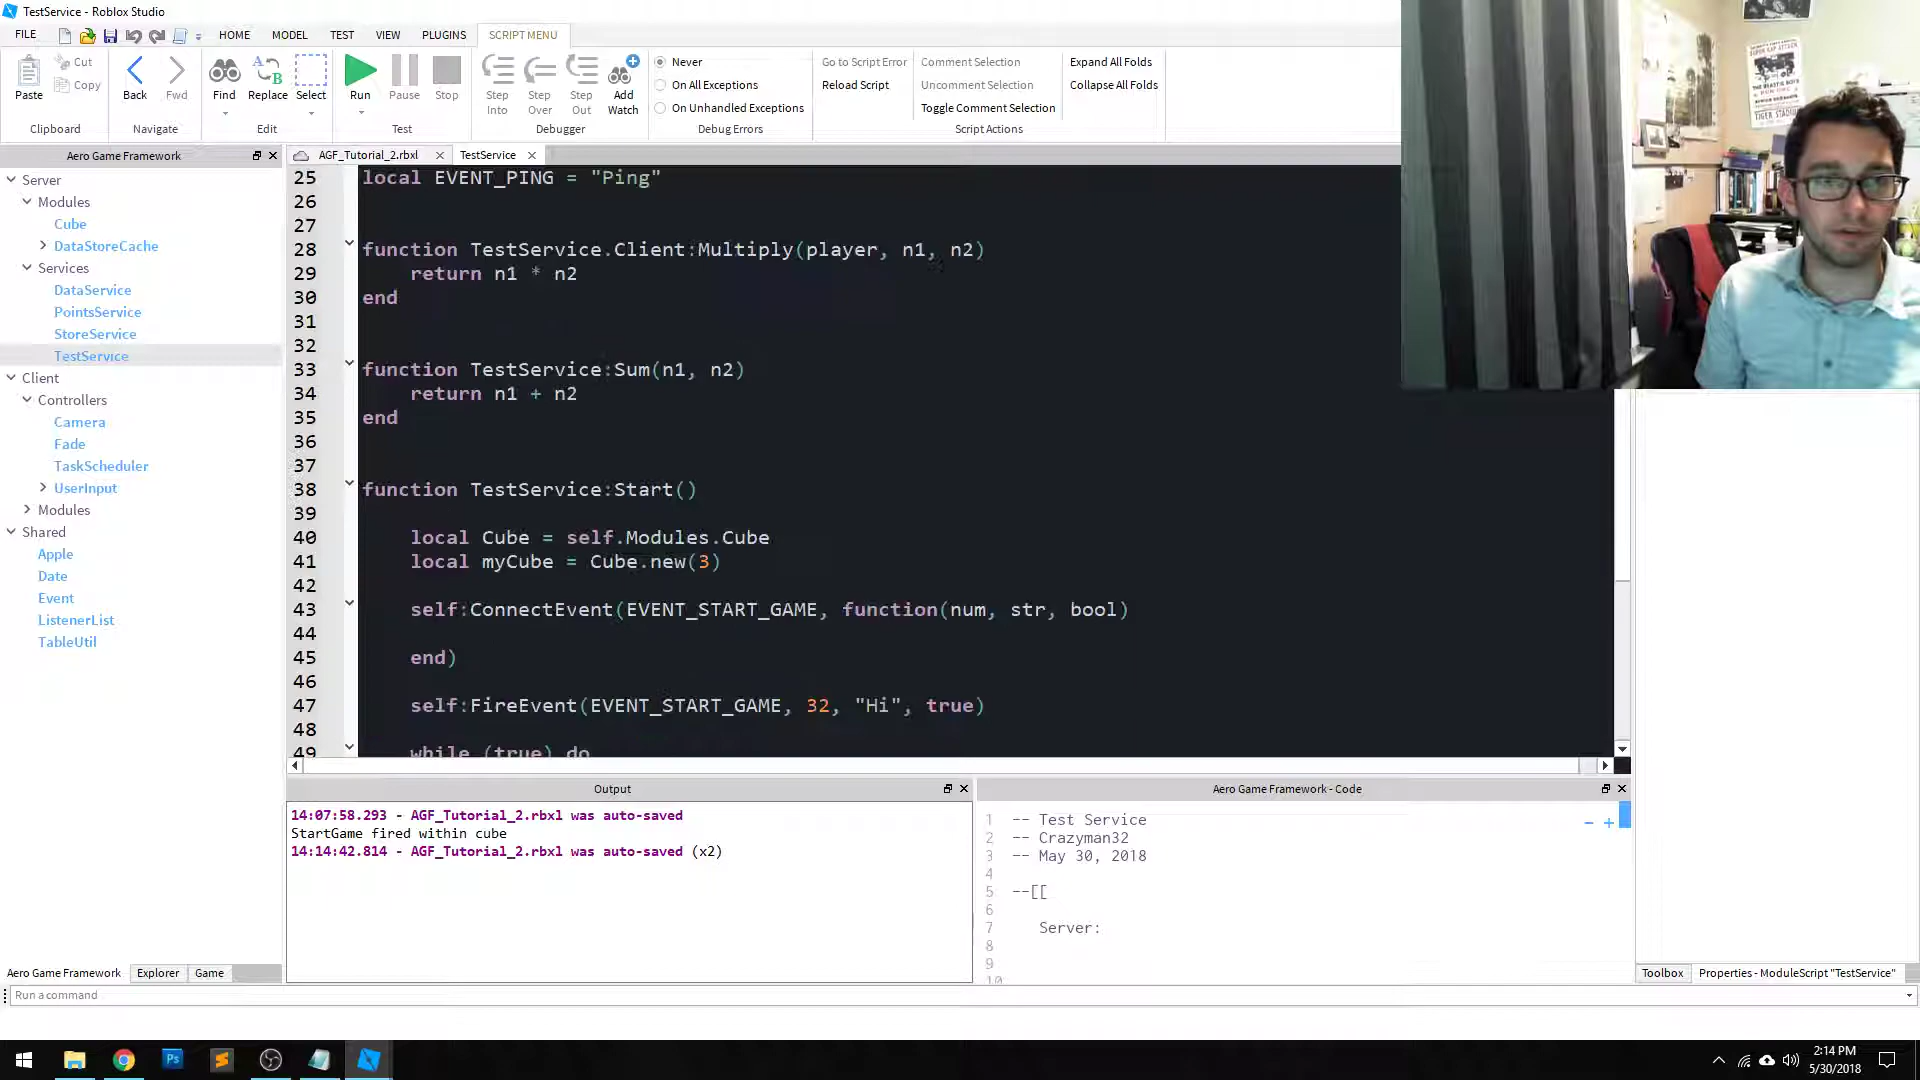 TestService - Roblox Studio
FILE HOME MODEL TEST VIEW PLUGINS SCRIPT MENU
Paste Cut Copy
Clipboard
Back Fwd
Navigate
Find Replace Select
Edit
Run Pause Stop
Test
Step Into Step Over Step Out Add Watch
Debugger
Never
On All Exceptions
On Unhandled Exceptions
Debug Errors
Go to Script Error
Reload Script
Comment Selection
Uncomment Selection
Toggle Comment Selection
Script Actions
Expand All Folds
Collapse All Folds
Aero Game Framework
Server
Modules
Cube
DataStoreCache
Services
DataService
PointsService
StoreService
TestService
Client
Controllers
Camera
Fade
TaskScheduler
UserInput
Modules
Shared
Apple
Date
Event
ListenerList
TableUtil
Aero Game Framework Explorer Game
AGF_Tutorial_2.rbxl TestService
25 local EVENT_PING = "Ping"
26
27
28 function TestService.Client:Multiply(player, n1, n2)
29 return n1 * n2
30 end
31
32
33 function TestService:Sum(n1, n2)
34 return n1 + n2
35 end
36
37
38 function TestService:Start()
39
40 local Cube = self.Modules.Cube
41 local myCube = Cube.new(3)
42
43 self:ConnectEvent(EVENT_START_GAME, function(num, str, bool)
44
45 end)
46
47 self:FireEvent(EVENT_START_GAME, 32, "Hi", true)
48
49 while (true) do
Output
14:07:58.293 - AGF_Tutorial_2.rbxl was auto-saved
StartGame fired within cube
14:14:42.814 - AGF_Tutorial_2.rbxl was auto-saved (x2)
Aero Game Framework - Code
1 -- Test Service
2 -- Crazyman32
3 -- May 30, 2018
4
5 --[[
6
7 Server:
8
9
10
Toolbox Properties - ModuleScript "TestService"
Run a command
2:14 PM
5/30/2018